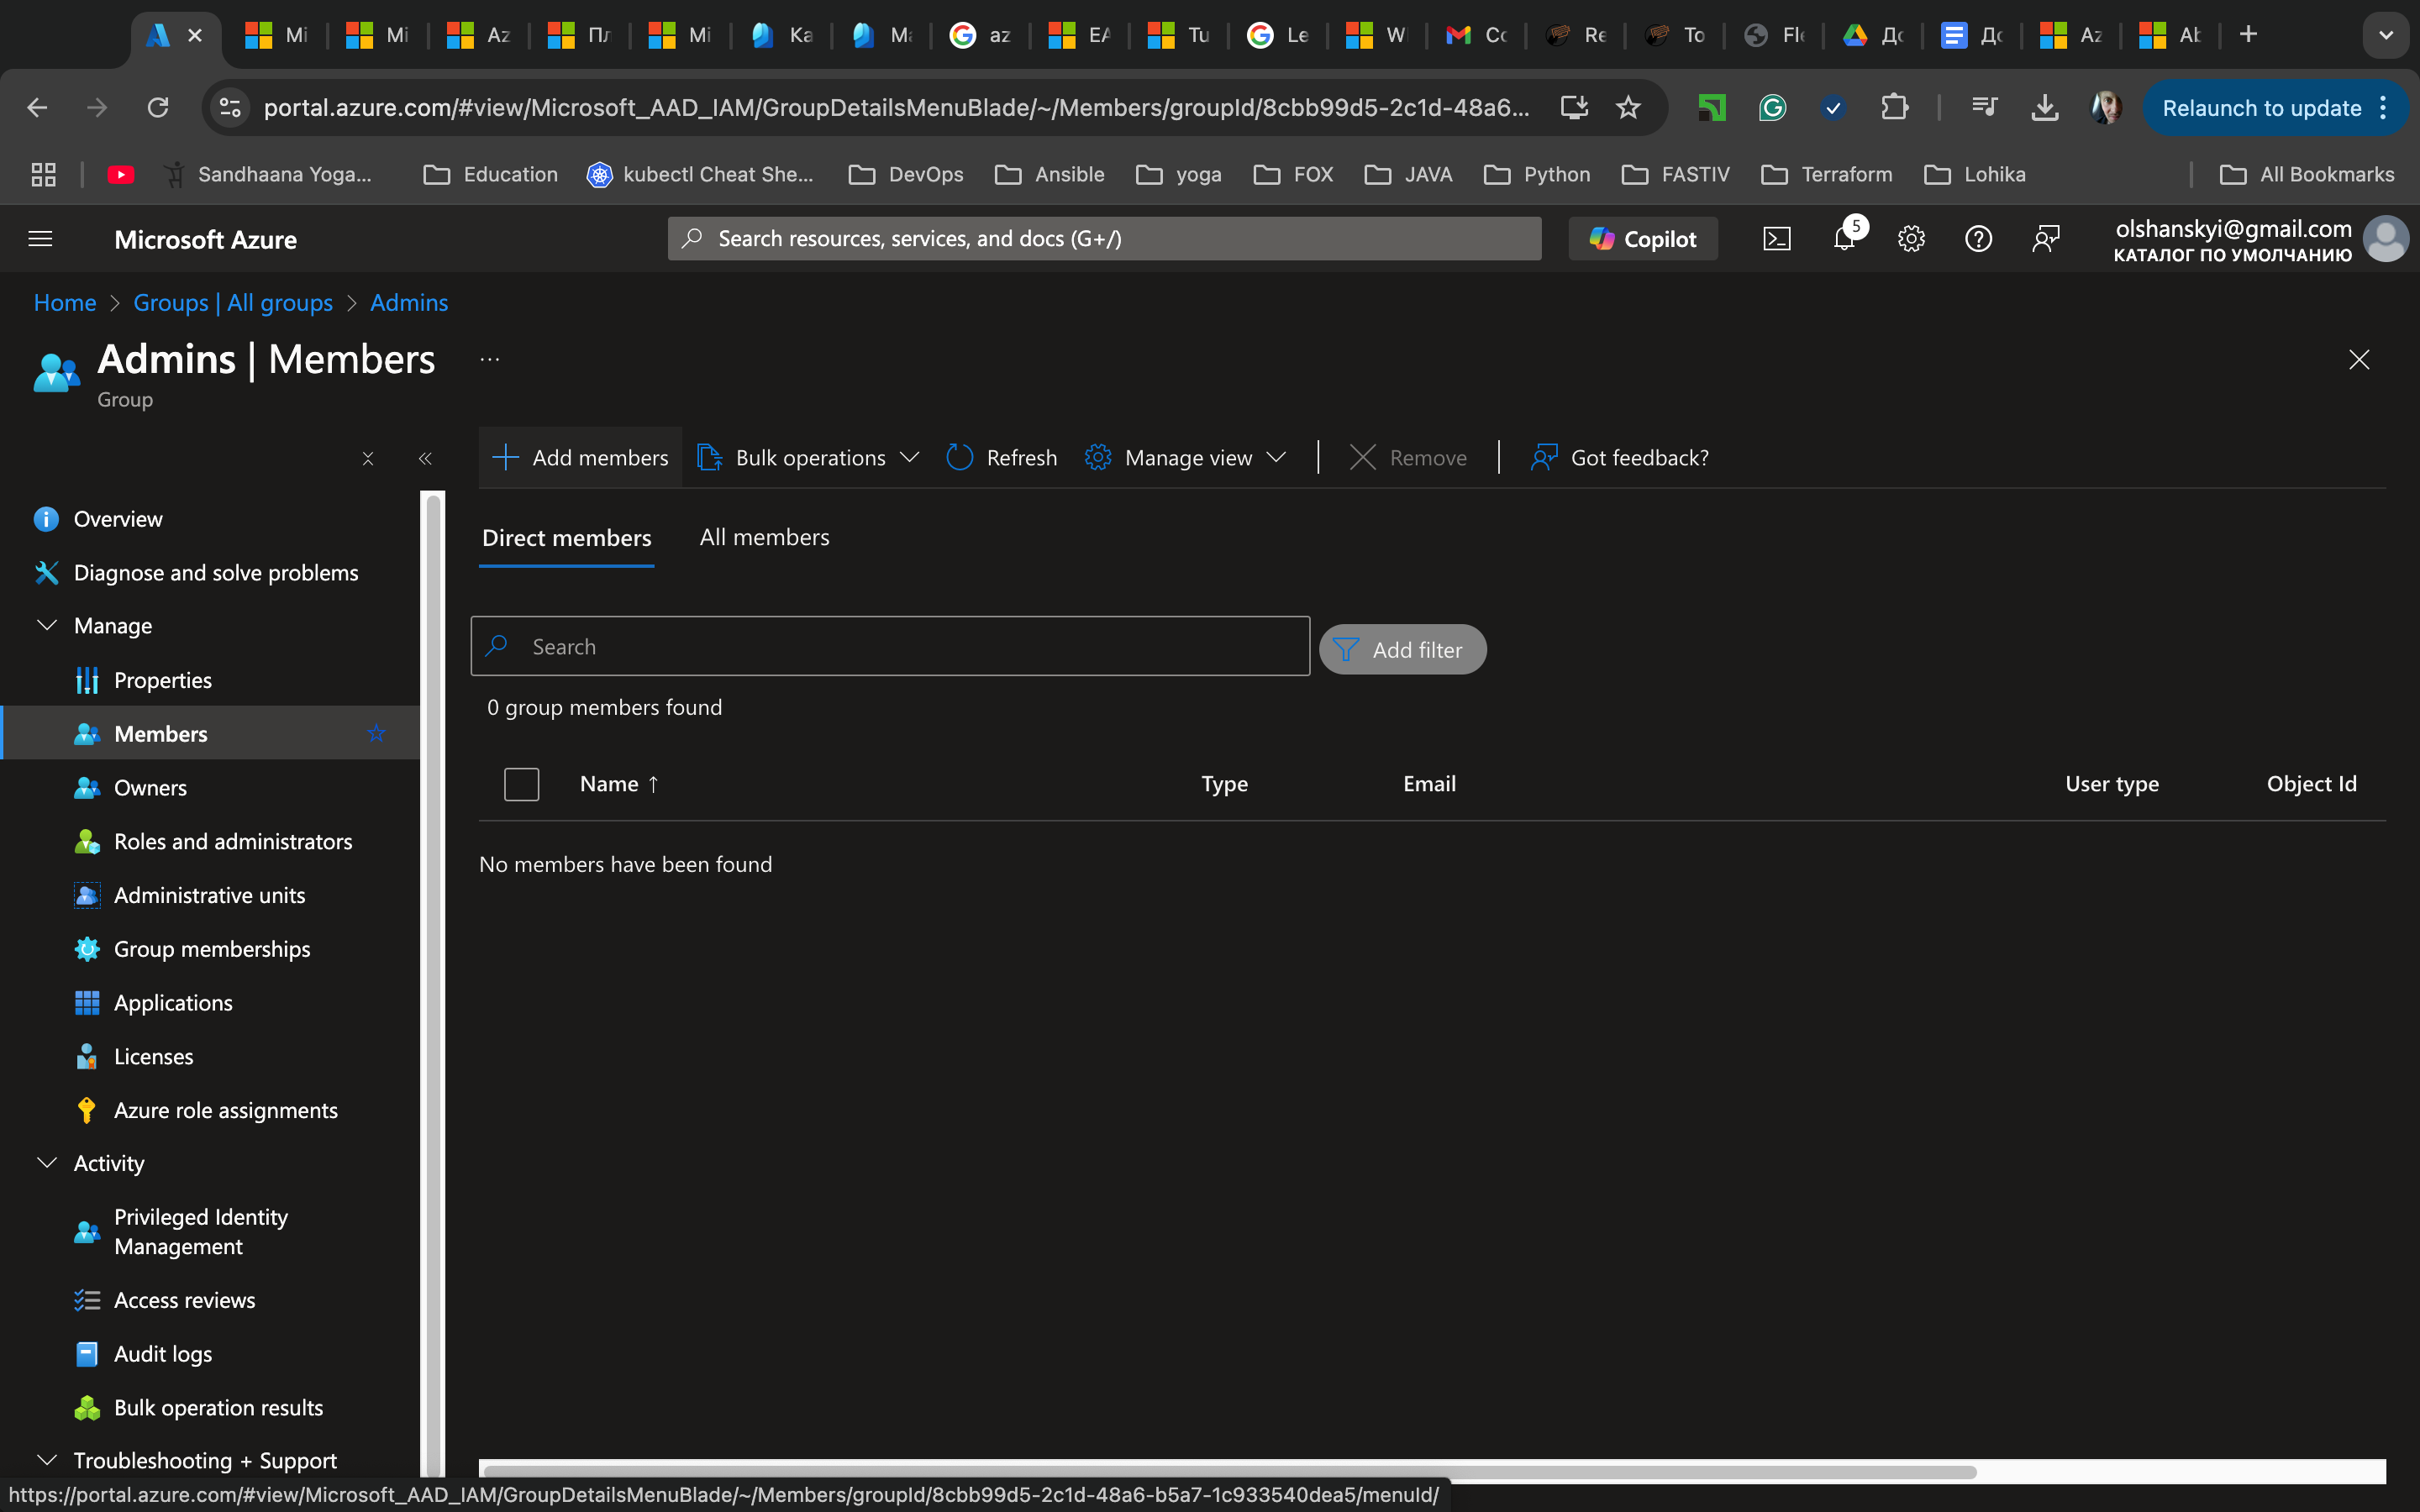 Mi
Mi
Az
Пл
Mi
Ka
Ma
az
EA
Tu
Le
W
Co
Re
To
Fle
До
До
Az
Ab
portal.azure.com/#view/Microsoft_AAD_IAM/GroupDetailsMenuBlade/~/Members/groupId/8cbb99d5-2c1d-48a6...
Relaunch to update
Sandhaana Yoga...
Education
kubectl Cheat She...
DevOps
Ansible
yoga
FOX
JAVA
Python
FASTIV
Terraform
Lohika
All Bookmarks
Microsoft Azure
Search resources, services, and docs (G+/)
Copilot
5
olshanskyi@gmail.com
КАТАЛОГ ПО УМОЛЧАНИЮ
Home > Groups | All groups > Admins
Admins | Members ...
Group
Add members
Bulk operations
Refresh
Manage view
Remove
Got feedback?
Overview
Diagnose and solve problems
Manage
Properties
Members
Owners
Roles and administrators
Administrative units
Group memberships
Applications
Licenses
Azure role assignments
Activity
Privileged Identity
Management
Access reviews
Audit logs
Bulk operation results
Troubleshooting + Support
Direct members
All members
Search
Add filter
0 group members found
Name ↑
Type
Email
User type
Object Id
No members have been found
https://portal.azure.com/#view/Microsoft_AAD_IAM/GroupDetailsMenuBlade/~/Members/groupId/8cbb99d5-2c1d-48a6-b5a7-1c933540dea5/menuId/